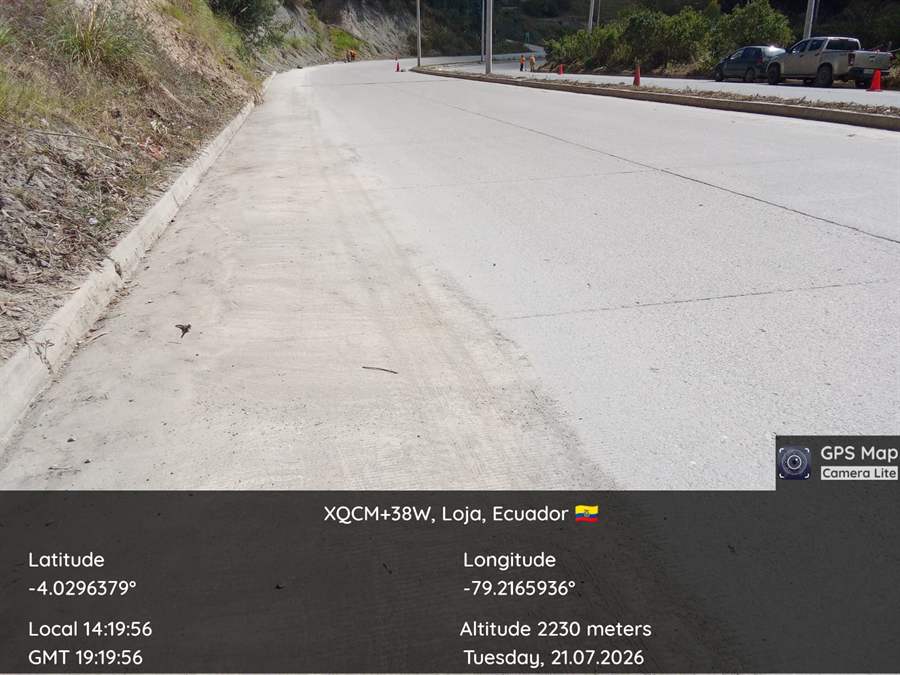 GPS Map
Camera Lite
XQCM+38W, Loja, Ecuador 🇪🇨
Latitude
-4.0296379°
Longitude
-79.2165936°
Local 14:19:56
GMT 19:19:56
Altitude 2230 meters
Tuesday, 21.07.2026